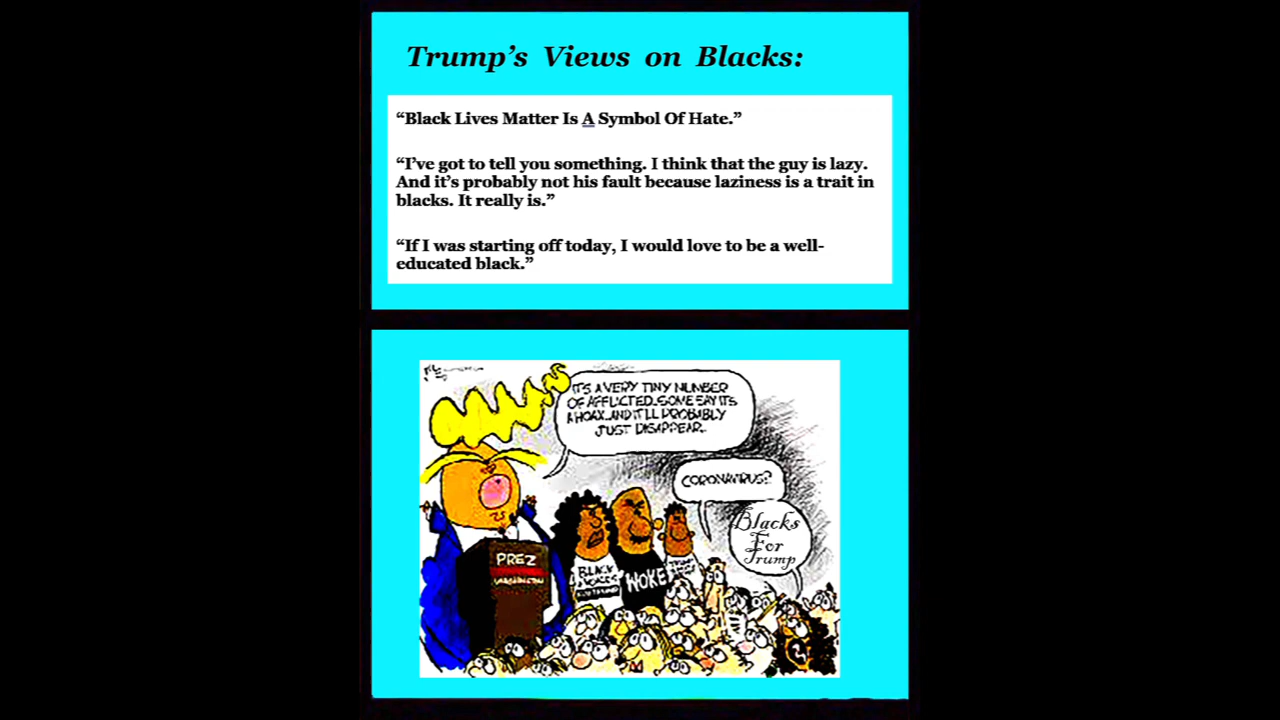 Trump's Views on Blacks:
“Black Lives Matter Is A Symbol Of Hate.”
“I've got to tell you something. I think that the guy is lazy.
And it's probably not his fault because laziness is a trait in
blacks. It really is.”
“If I was starting off today, I would love to be a well-
educated black.”
IT'S A VERY TINY NUMBER
OF AFFLICTED..SOME SAY ITS
A HOAX..AND IT'LL PROBABLY
JUST DISAPPEAR..
CORONAVIRUS?
Blacks
For
Trump
PREZ
WASHINGTON
BLACK
VOICES
WOKE